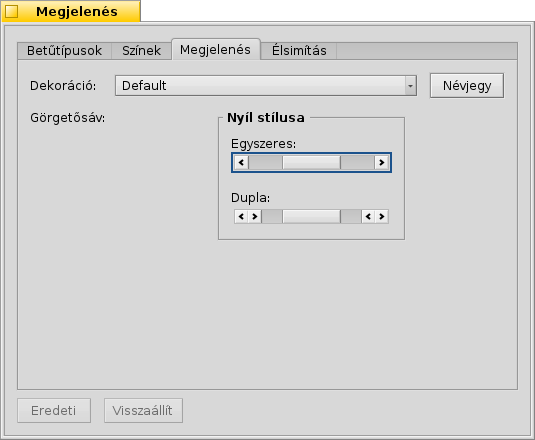 Megjelenés
Betűtípusok Színek Megjelenés Élsimítás
Dekoráció: Default Névjegy
Görgetősáv: Nyíl stílusa
Egyszeres:
Dupla:
Eredeti Visszaállít